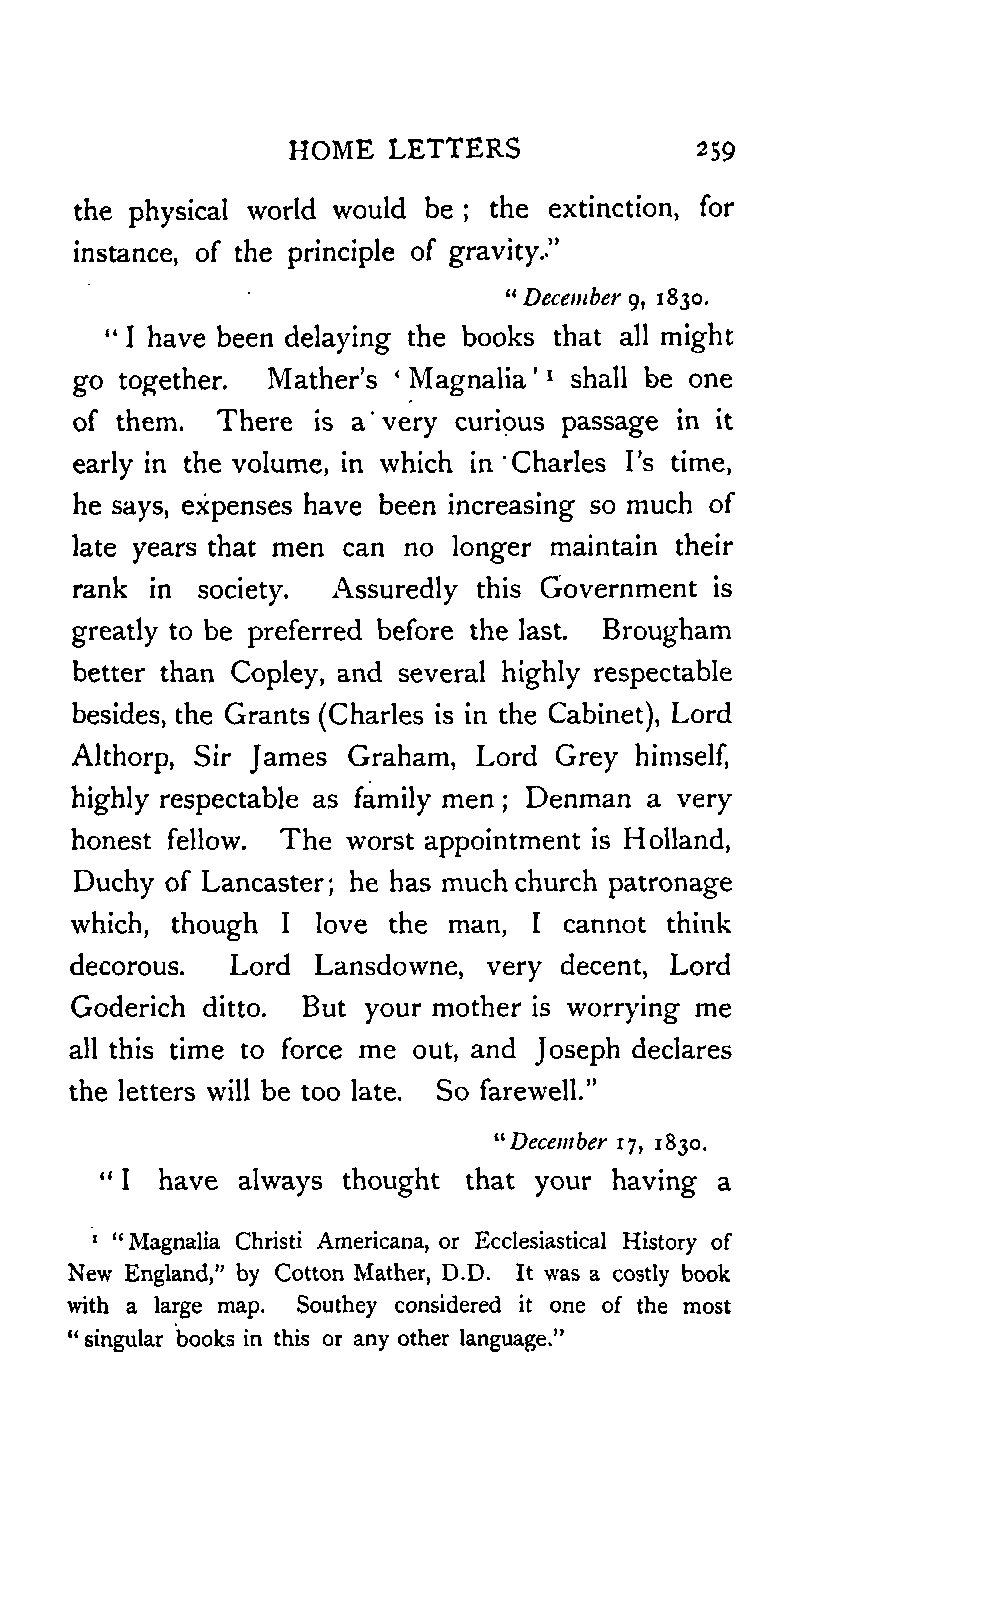 HOME LETTERS 259
the physical world would be ; the extinction, for
instance, of the principle of gravity."
"December 9, 1830.
"I have been delaying the books that all might
go together. Mather's 'Magnalia' ¹ shall be one
of them. There is a very curious passage in it
early in the volume, in which in Charles I's time,
he says, expenses have been increasing so much of
late years that men can no longer maintain their
rank in society. Assuredly this Government is
greatly to be preferred before the last. Brougham
better than Copley, and several highly respectable
besides, the Grants (Charles is in the Cabinet), Lord
Althorp, Sir James Graham, Lord Grey himself,
highly respectable as family men ; Denman a very
honest fellow. The worst appointment is Holland,
Duchy of Lancaster; he has much church patronage
which, though I love the man, I cannot think
decorous. Lord Lansdowne, very decent, Lord
Goderich ditto. But your mother is worrying me
all this time to force me out, and Joseph declares
the letters will be too late. So farewell."
"December 17, 1830.
"I have always thought that your having a
¹ "Magnalia Christi Americana, or Ecclesiastical History of
New England," by Cotton Mather, D.D. It was a costly book
with a large map. Southey considered it one of the most
"singular books in this or any other language."